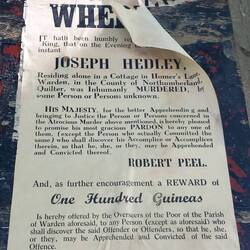 WHE
IT hath been humbly re
King, that on the Evening
instant
JOSEPH HEDLEY,
Residing alone in a Cottage in Homer's Lane,
Warden, in the County of Northumberland,
Quilter, was Inhumanly MURDERED, by
some Person or Persons unknown.
HIS MAJESTY, for the better Apprehending and
bringing to Justice the Person or Persons concerned in
the Atrocious Murder above mentioned, is hereby pleased
to promise his most gracious PARDON to any one of
them, (except the Person who actually Committed the
same) who shall discover his Accomplice or Accomplices
therein, so that he, she, or they, may be Apprehended
and Convicted thereof.
ROBERT PEEL.
And, as further encouragement a REWARD of
One Hundred Guineas
Is hereby offered by the Overseers of the Poor of the Parish
of Warden aforesaid, to any Person (except as aforesaid) who
shall discover the said Offender or Offenders, so that he, she,
or they, may be Apprehended and Convicted of the said
Offence.